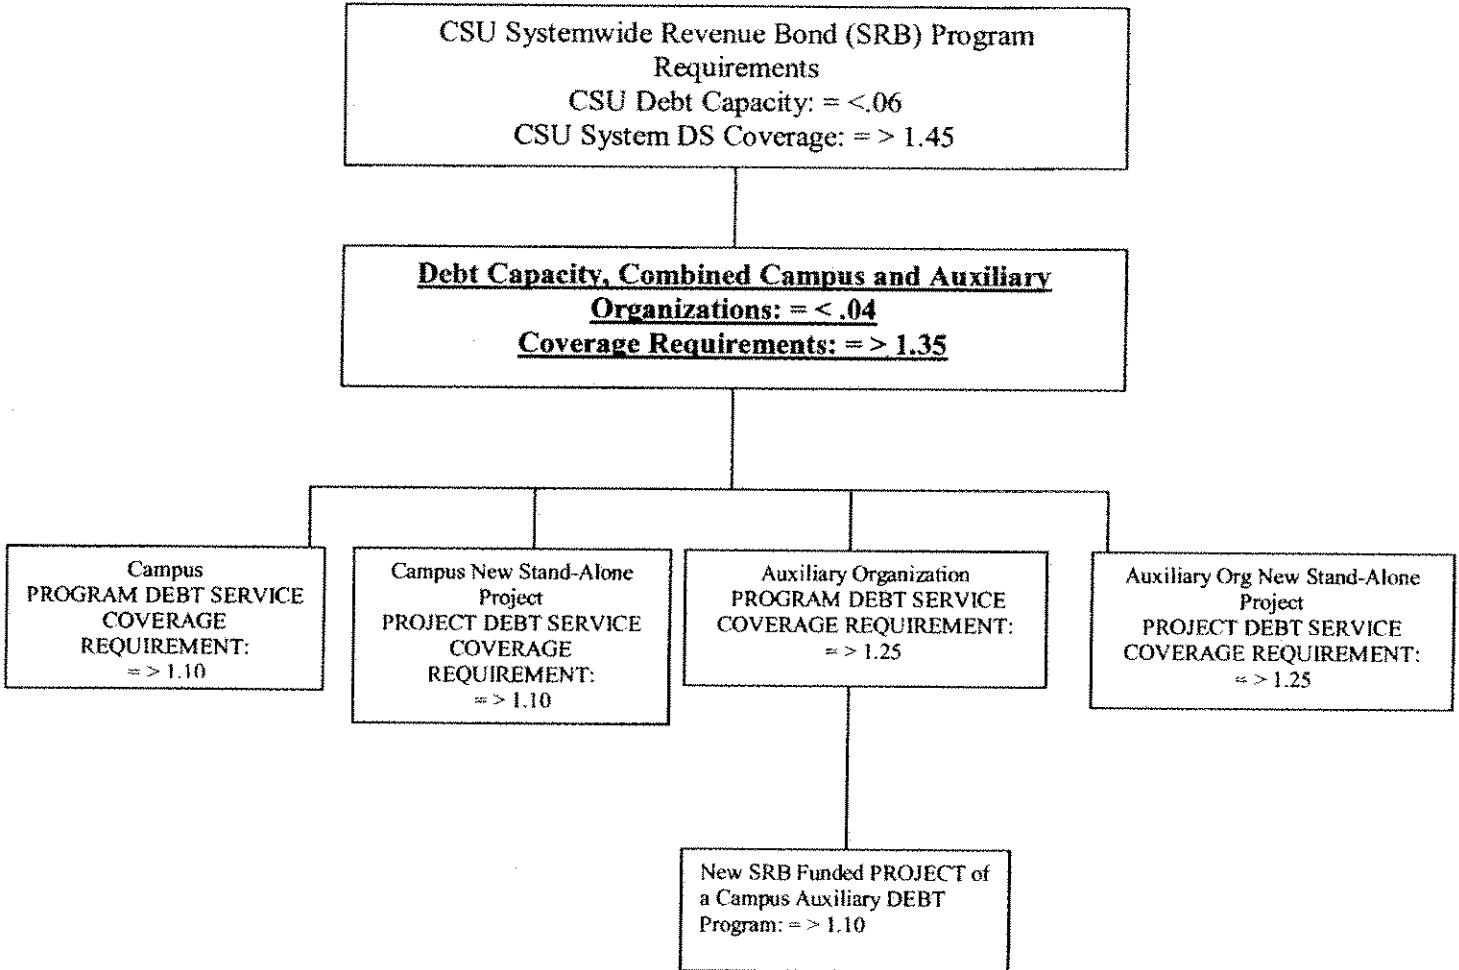 CSU Systemwide Revenue Bond (SRB) Program
Requirements
CSU Debt Capacity: = <.06
CSU System DS Coverage: = > 1.45
Debt Capacity, Combined Campus and Auxiliary
Organizations: = < .04
Coverage Requirements: = > 1.35
Campus
PROGRAM DEBT SERVICE
COVERAGE
REQUIREMENT:
= > 1.10
Campus New Stand-Alone
Project
PROJECT DEBT SERVICE
COVERAGE
REQUIREMENT:
= > 1.10
Auxiliary Organization
PROGRAM DEBT SERVICE
COVERAGE REQUIREMENT:
= > 1.25
Auxiliary Org New Stand-Alone
Project
PROJECT DEBT SERVICE
COVERAGE REQUIREMENT:
= > 1.25
New SRB Funded PROJECT of
a Campus Auxiliary DEBT
Program: = > 1.10